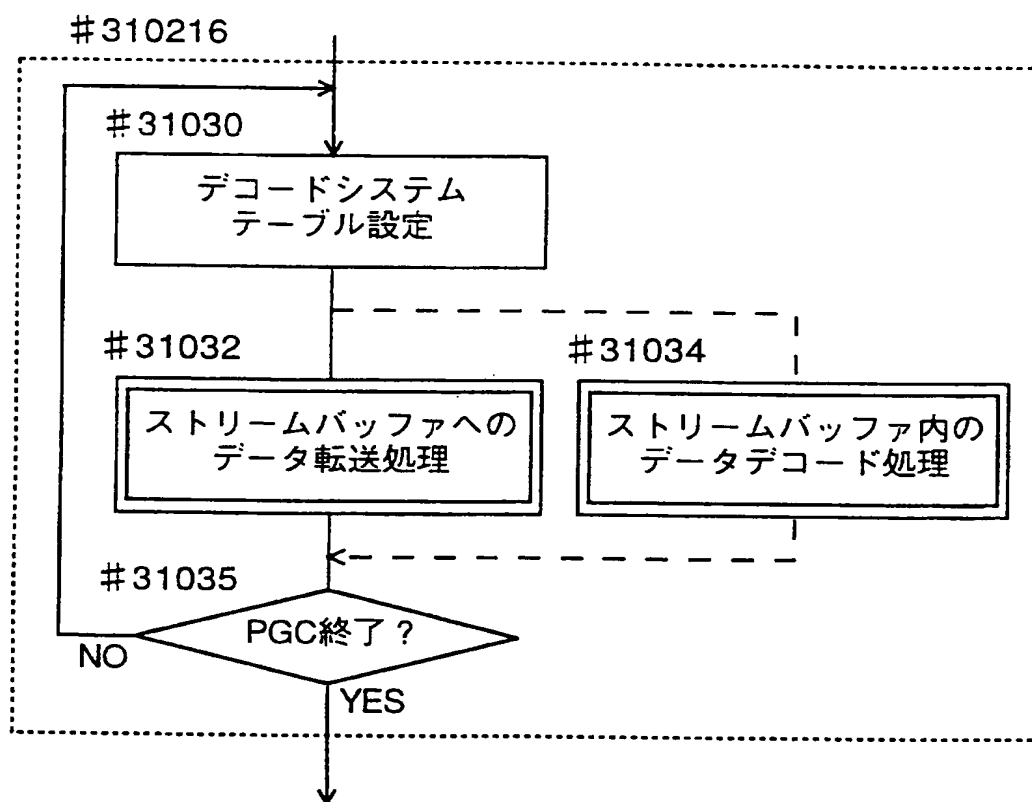 #310216
#31030
デコードシステム
テーブル設定
#31032
ストリームバッファへの
データ転送処理
#31034
ストリームバッファ内の
データデコード処理
#31035
PGC終了？
NO
YES